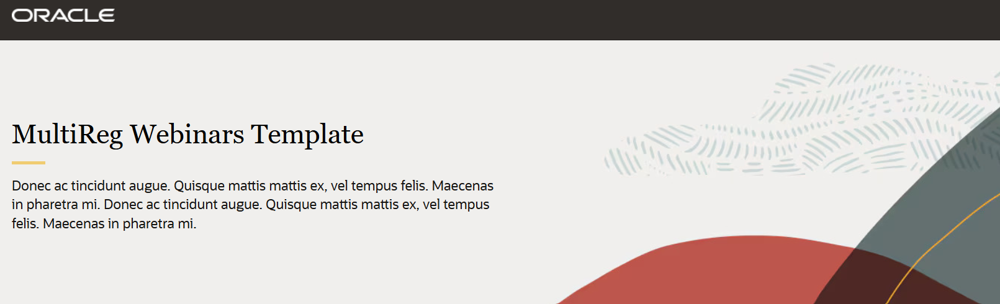 ORACLE
MultiReg Webinars Template
Donec ac tincidunt augue. Quisque mattis mattis ex, vel tempus felis. Maecenas
in pharetra mi. Donec ac tincidunt augue. Quisque mattis mattis ex, vel tempus
felis. Maecenas in pharetra mi.